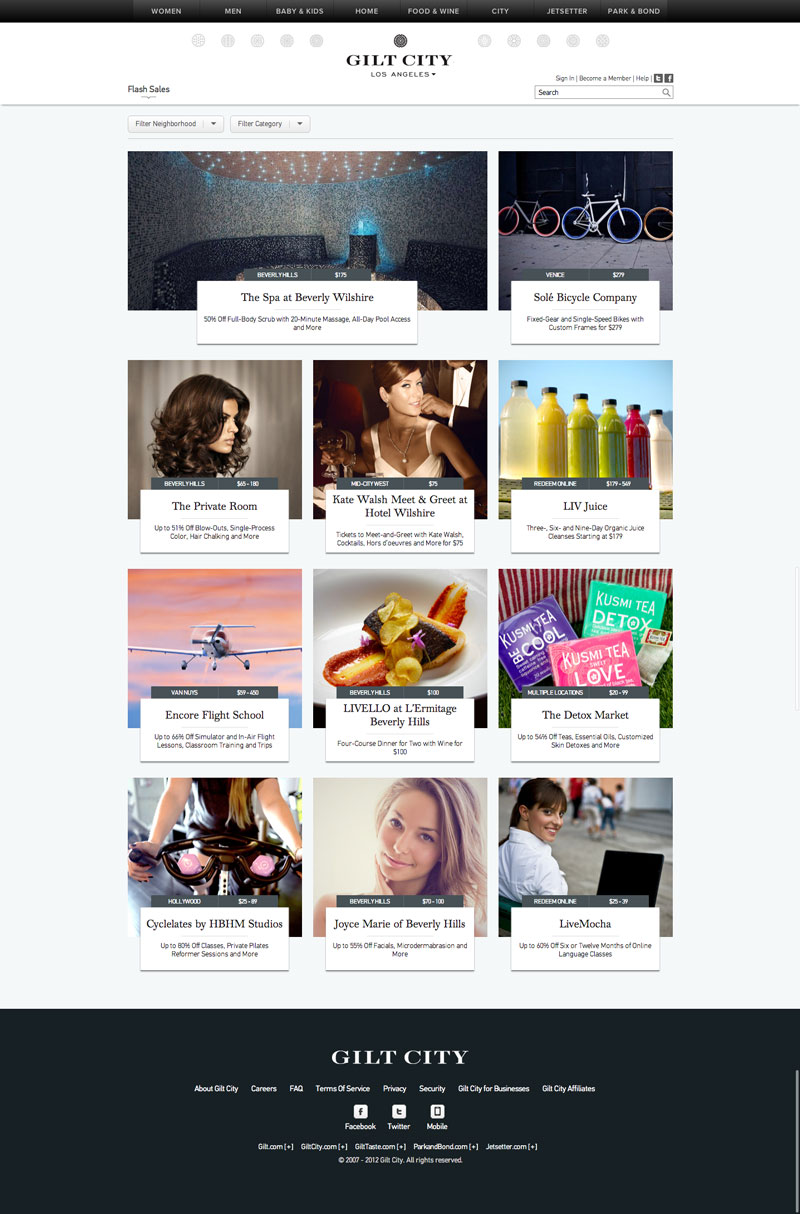 WOMEN MEN BABY & KIDS HOME FOOD & WINE CITY JETSETTER PARK & BOND
GILT CITY
LOS ANGELES
Sign In | Become a Member | Help |
Flash Sales
Search
Filter Neighborhood
Filter Category
BEVERLY HILLS $175
The Spa at Beverly Wilshire
50% Off Full-Body Scrub with 20-Minute Massage, All-Day Pool Access
and More
VENICE $279
Solé Bicycle Company
Fixed-Gear and Single-Speed Bikes with
Custom Frames for $279
BEVERLY HILLS $65 - 180
The Private Room
Up to 51% Off Blow-Outs, Single-Process
Color, Hair Chalking and More
MID-CITY WEST $75
Kate Walsh Meet & Greet at
Hotel Wilshire
Tickets to Meet-and-Greet with Kate Walsh,
Cocktails, Hors d'oeuvres and More for $75
REDEEM ONLINE $179 - 549
LIV Juice
Three-, Six- and Nine-Day Organic Juice
Cleanses Starting at $179
VAN NUYS $59 - 450
Encore Flight School
Up to 66% Off Simulator and In-Air Flight
Lessons, Classroom Training and Trips
BEVERLY HILLS $100
LIVELLO at L'Ermitage
Beverly Hills
Four-Course Dinner for Two with Wine for
$100
KUSMI TEA
BE COOL
KUSMI TEA
DETOX
KUSMI TEA
SWEET
LOVE
MULTIPLE LOCATIONS $20 - 99
The Detox Market
Up to 54% Off Teas, Essential Oils, Customized
Skin Detoxes and More
HOLLYWOOD $25 - 89
Cyclelates by HBHM Studios
Up to 80% Off Classes, Private Pilates
Reformer Sessions and More
BEVERLY HILLS $70 - 100
Joyce Marie of Beverly Hills
Up to 55% Off Facials, Microdermabrasion and
More
REDEEM ONLINE $25 - 39
LiveMocha
Up to 60% Off Six or Twelve Months of Online
Language Classes
GILT CITY
About Gilt City Careers FAQ Terms Of Service Privacy Security Gilt City for Businesses Gilt City Affiliates
Facebook Twitter Mobile
Gilt.com [+] GiltCity.com [+] GiltTaste.com [+] ParkandBond.com [+] Jetsetter.com [+]
© 2007 - 2012 Gilt City. All rights reserved.